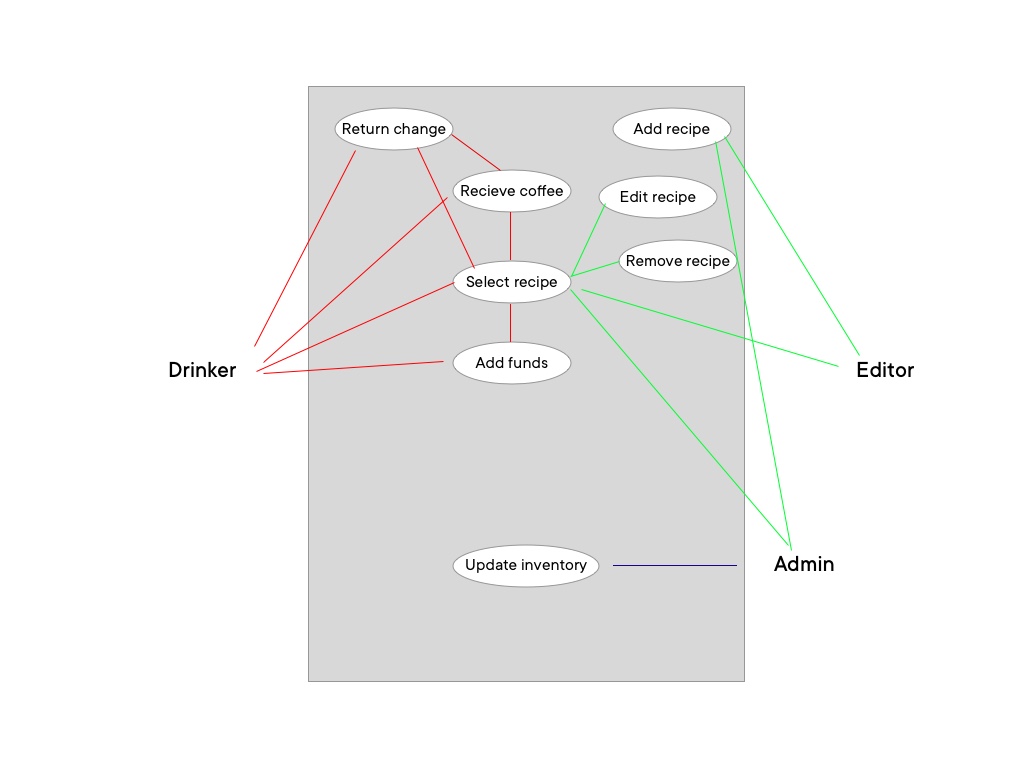 Return change
Add recipe
Recieve coffee
Edit recipe
Remove recipe
Select recipe
Add funds
Drinker
Editor
Update inventory
Admin